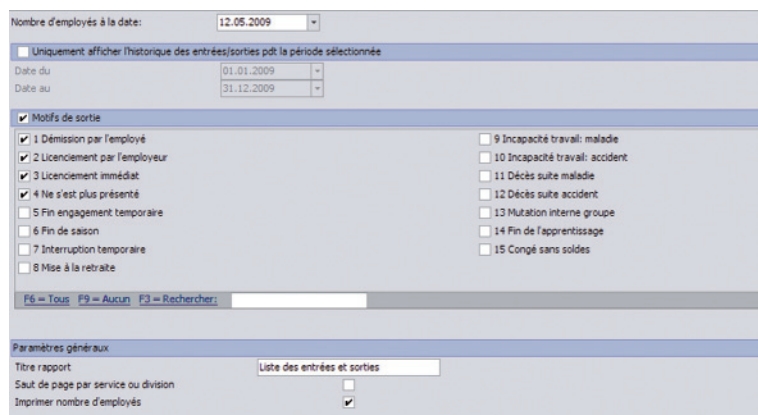 Nombre d'employés à la date: 12.05.2009
Uniquement afficher l'historique des entrées/sorties pdt la période sélectionnée
Date du 01.01.2009
Date au 31.12.2009
Motifs de sortie
1 Démission par l'employé
2 Licenciement par l'employeur
3 Licenciement immédiat
4 Ne s'est plus présenté
5 Fin engagement temporaire
6 Fin de saison
7 Interruption temporaire
8 Mise à la retraite
9 Incapacité travail: maladie
10 Incapacité travail: accident
11 Décès suite maladie
12 Décès suite accident
13 Mutation interne groupe
14 Fin de l'apprentissage
15 Congé sans soldes
F6 = Tous F9 = Aucun F3 = Rechercher:
Paramètres généraux
Titre rapport Liste des entrées et sorties
Saut de page par service ou division
Imprimer nombre d'employés